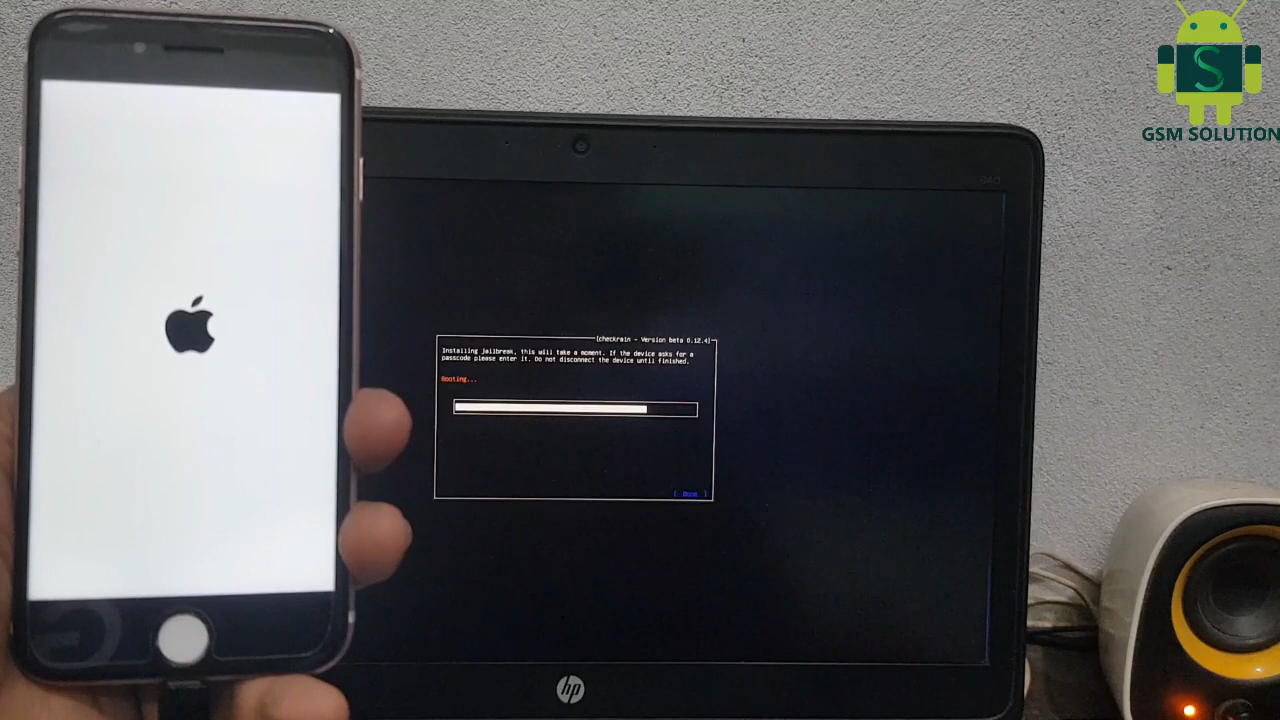 S
GSM SOLUTION
840
[checkra1n - Version beta 0.12.4]
Installing jailbreak, this will take a moment. If the device asks for a
passcode please enter it. Do not disconnect the device until finished.
Booting...
[ Done ]
hp